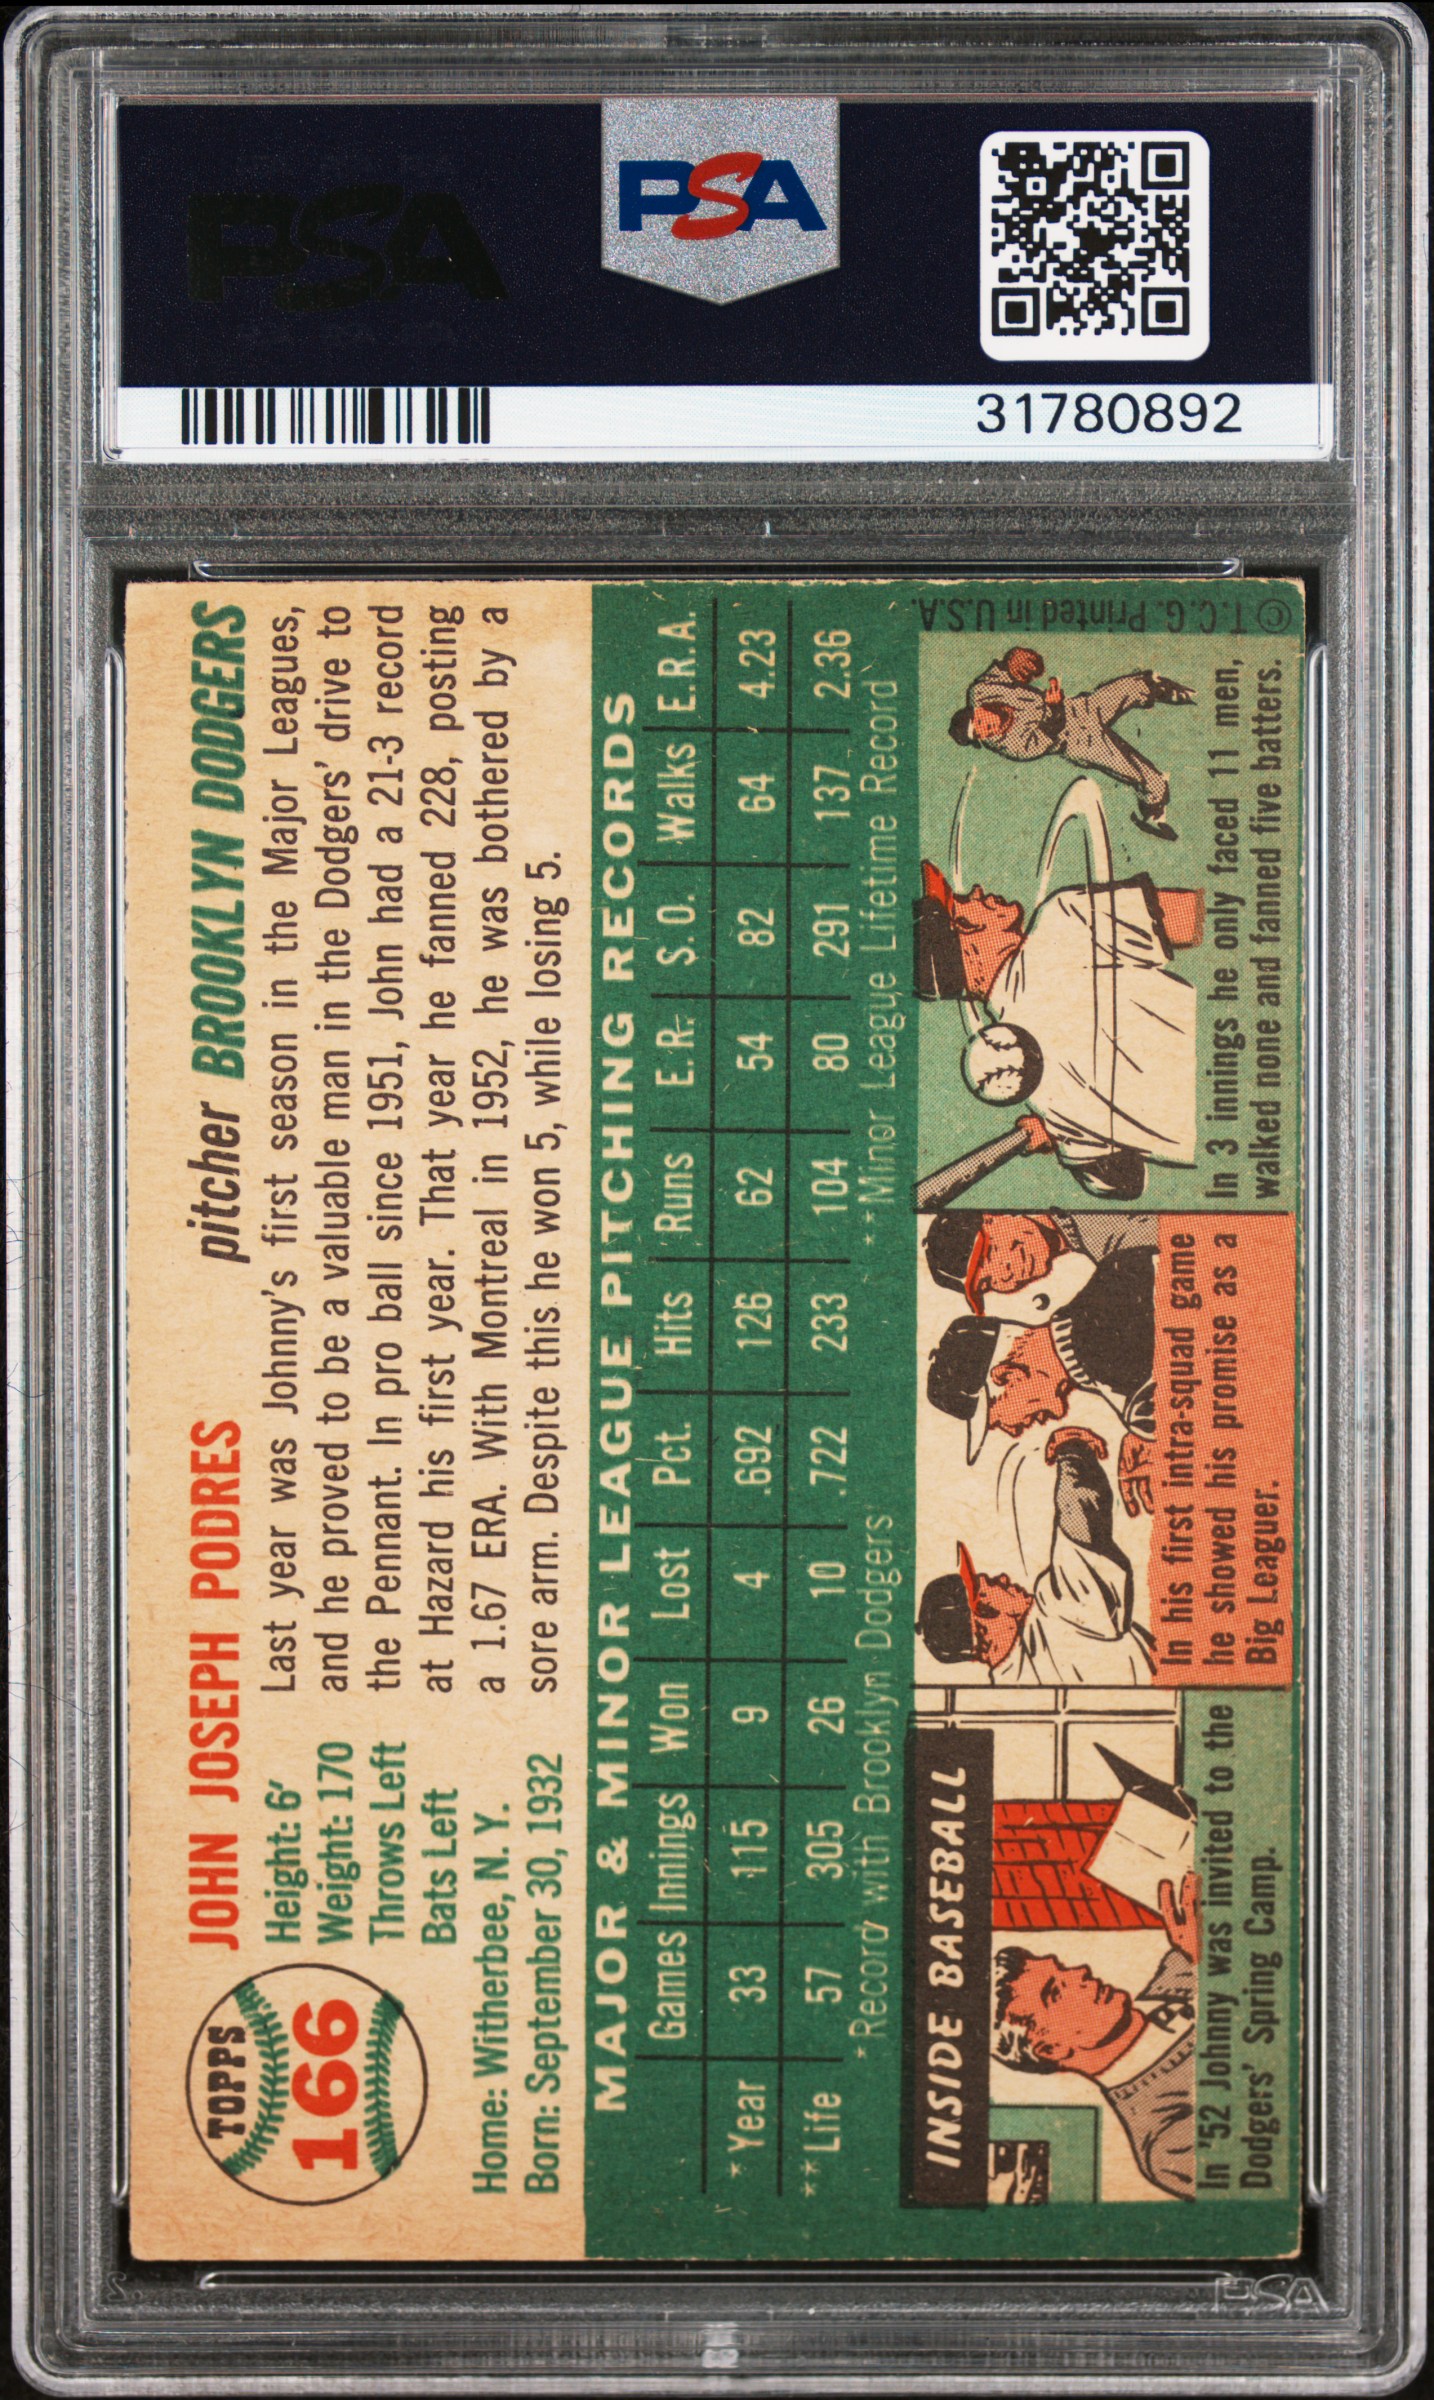 PSA
PSA
31780892
TOPPS
166
JOHN JOSEPH PODRES pitcher BROOKLYN DODGERS
Height: 6'
Weight: 170
Throws Left
Bats Left
Home: Witherbee, N. Y.
Born: September 30, 1932
Last year was Johnny's first season in the Major Leagues,
and he proved to be a valuable man in the Dodgers' drive to
the Pennant. In pro ball since 1951, John had a 21-3 record
at Hazard his first year. That year he fanned 228, posting
a 1.67 ERA. With Montreal in 1952, he was bothered by a
sore arm. Despite this he won 5, while losing 5.
MAJOR & MINOR LEAGUE PITCHING RECORDS
Games Innings Won Lost Pct. Hits Runs E.R. S.O. Walks E.R.A.
*Year 33 115 9 4 .692 126 62 54 82 64 4.23
**Life 57 305 26 10 .722 233 104 80 291 137 2.36
*Record with Brooklyn Dodgers **Minor League Lifetime Record
INSIDE BASEBALL
In '52 Johnny was invited to the
Dodgers' Spring Camp.
In his first intra-squad game
he showed his promise as a
Big Leaguer.
In 3 innings he only faced 11 men,
walked none and fanned five batters.
© T.C.G. Printed in U.S.A.
PSA